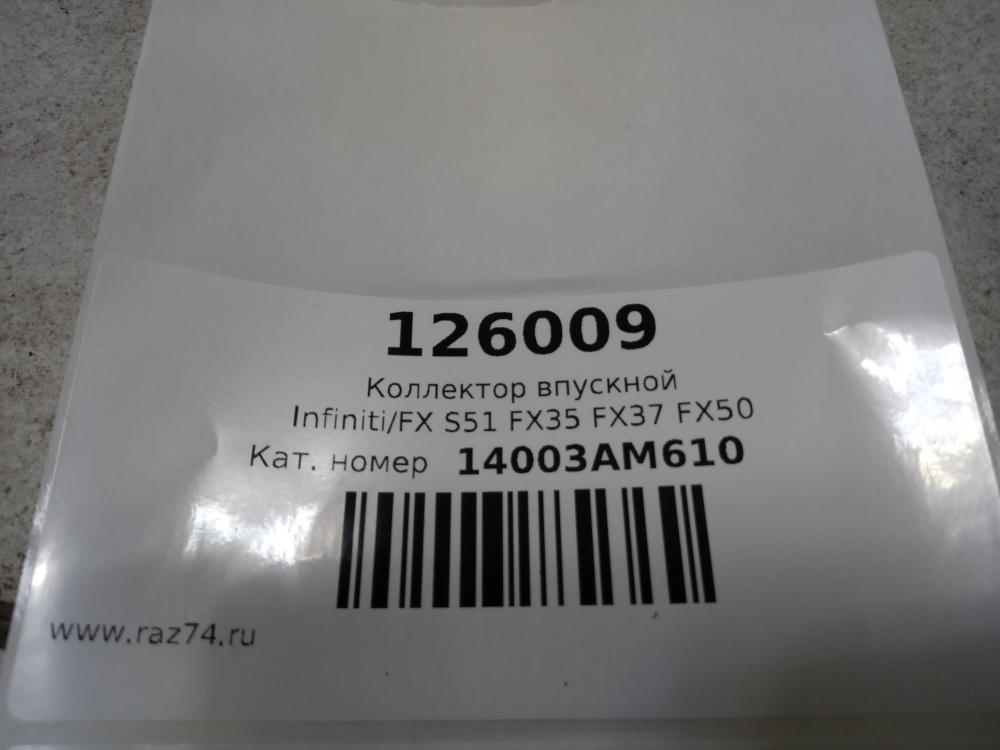 126009
Коллектор впускной
Infiniti/FX S51 FX35 FX37 FX50
Кат. номер 14003AM610
www.raz74.ru